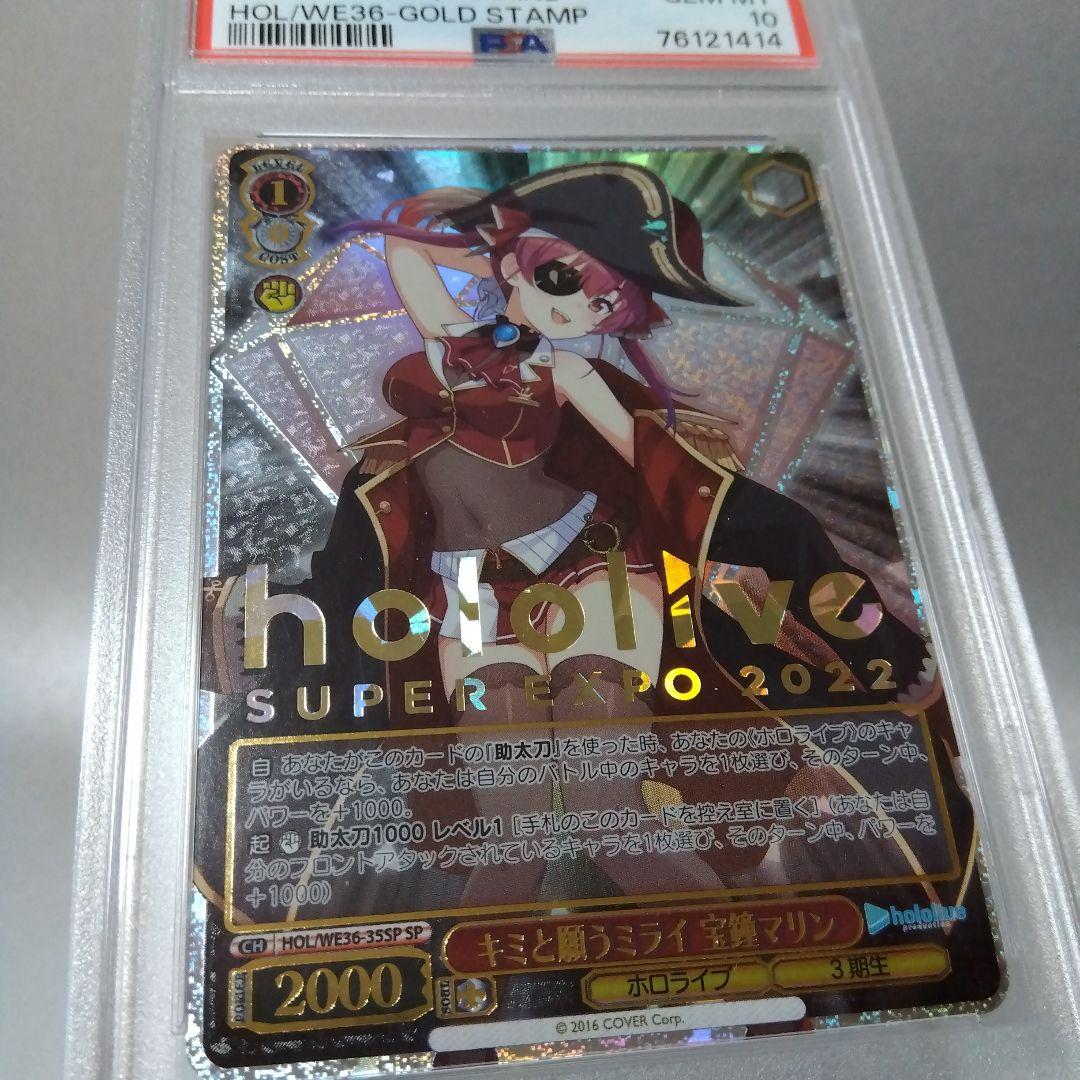 HOL/WE36-GOLD STAMP
GEM MT
10
PSA
76121414
LEVEL
1
0
COST
2
hololive
SUPER EXPO 2022
自 あなたがこのカードの『助太刀』を使った時、あなたの《ホロライブ》のキャ
ラがいるなら、あなたは自分のバトル中のキャラを1枚選び、そのターン中、
パワーを+1000.
起 助太刀1000 レベル1 [手札のこのカードを控え室に置く] (あなたは自
分のフロントアタックされているキャラを1枚選び、そのターン中、パワーを
+1000)
hololive
production
CH HOL/WE36-35SP SP
キミと願うミライ 宝鐘マリン
POWER 2000 SOUL
ホロライブ
3期生
© 2016 COVER Corp.